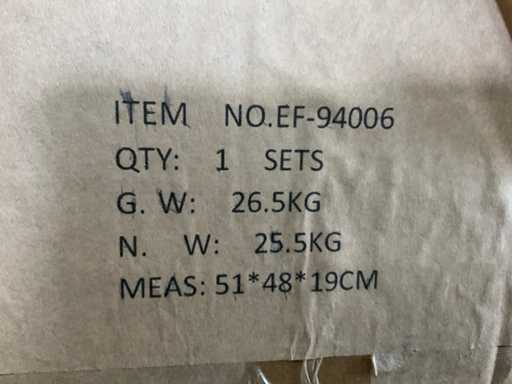 ITEM NO.EF-94006
QTY: 1 SETS
G. W: 26.5KG
N. W: 25.5KG
MEAS: 51*48*19CM